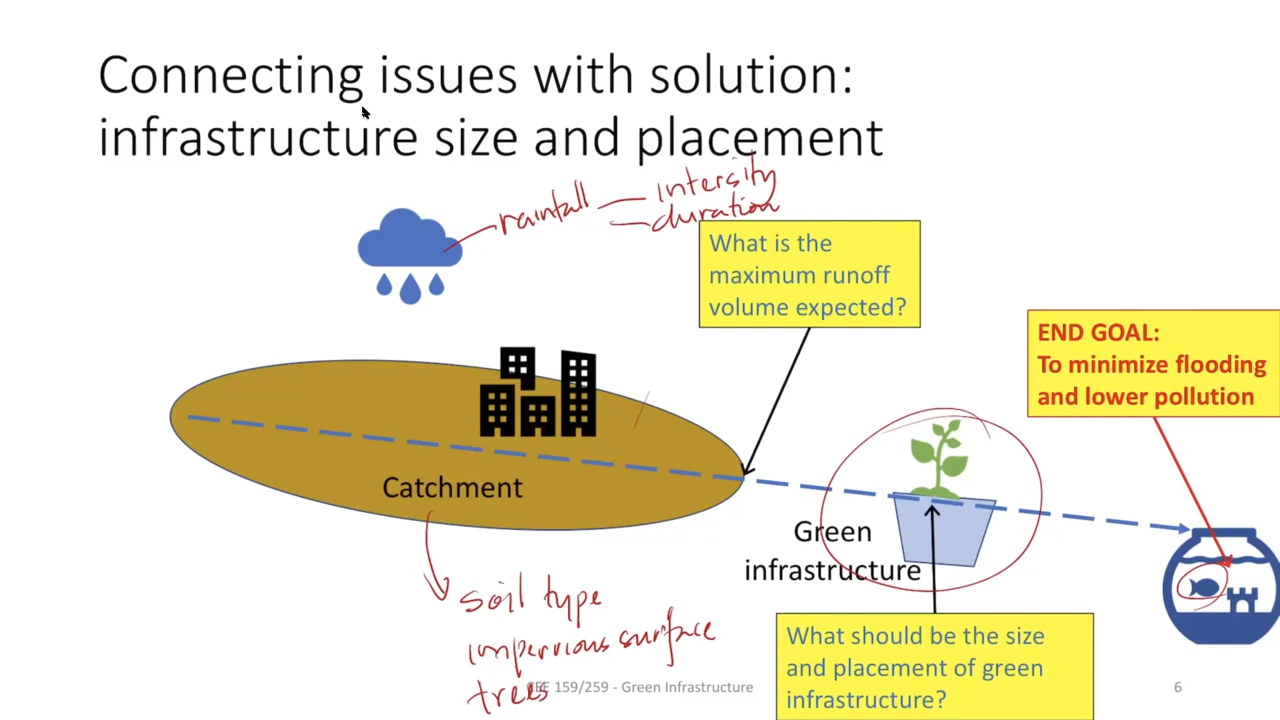 Connecting issues with solution:
infrastructure size and placement
rainfall
intersity
duration
What is the
maximum runoff
volume expected?
END GOAL:
To minimize flooding
and lower pollution
Catchment
Green
infrastructure
soil type
impervious surface
trees
What should be the size
and placement of green
infrastructure?
CEE 159/259 - Green Infrastructure
6